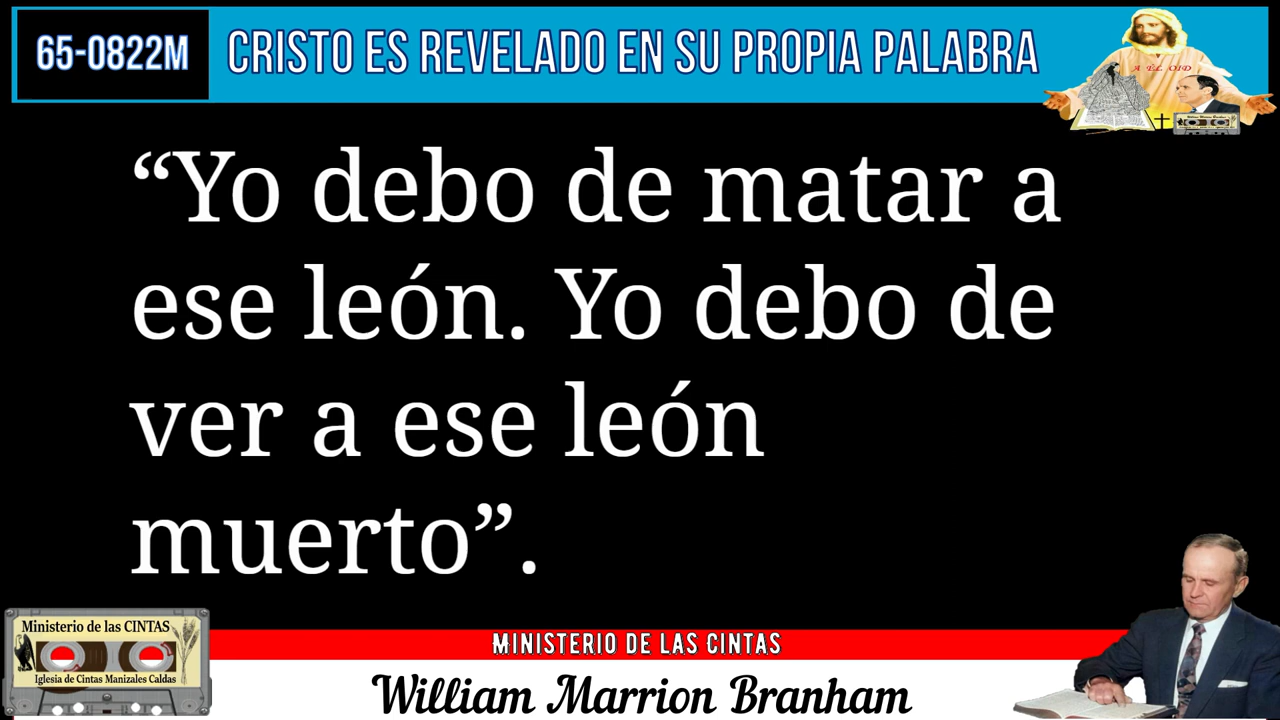 65-0822M CRISTO ES REVELADO EN SU PROPIA PALABRA
A ÉL OID
“Yo debo de matar a
ese león. Yo debo de
ver a ese león
muerto”.
Ministerio de las CINTAS
Iglesia de Cintas Manizales Caldas
MINISTERIO DE LAS CINTAS
William Marrion Branham